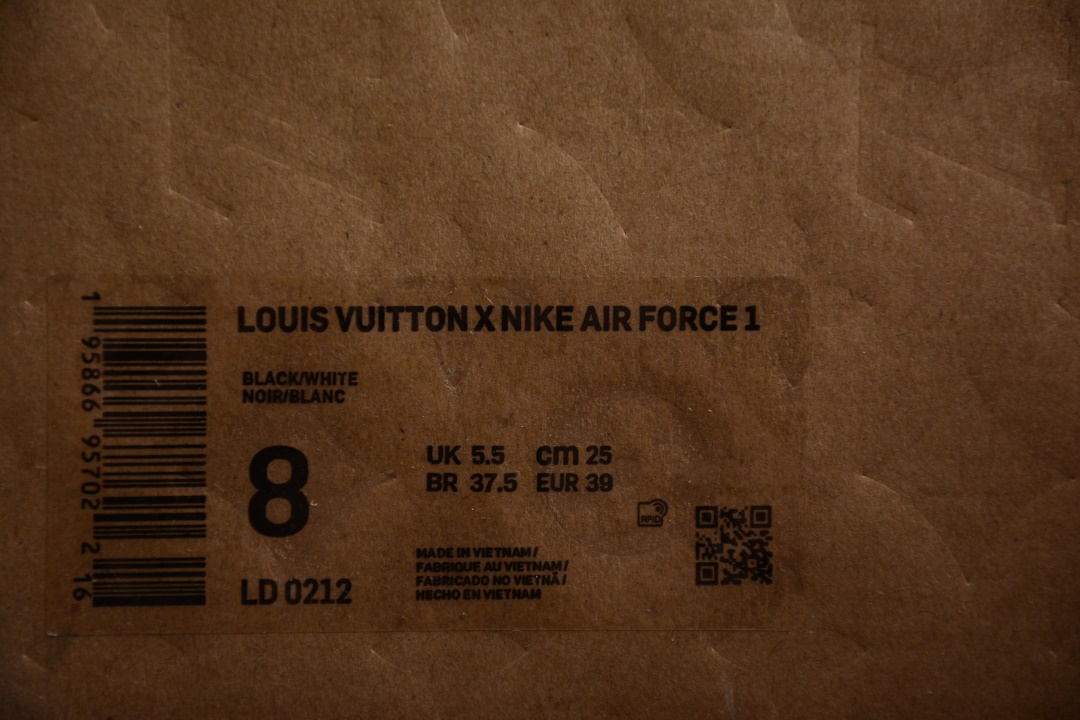 LOUIS VUITTON X NIKE AIR FORCE 1
BLACK/WHITE
NOIR/BLANC
8
UK 5.5 cm 25
BR 37.5 EUR 39
RFID
MADE IN VIETNAM /
FABRIQUE AU VIETNAM /
FABRICADO NO VIETNÃ /
HECHO EN VIETNAM
LD 0212
1 95866 95702 2 16